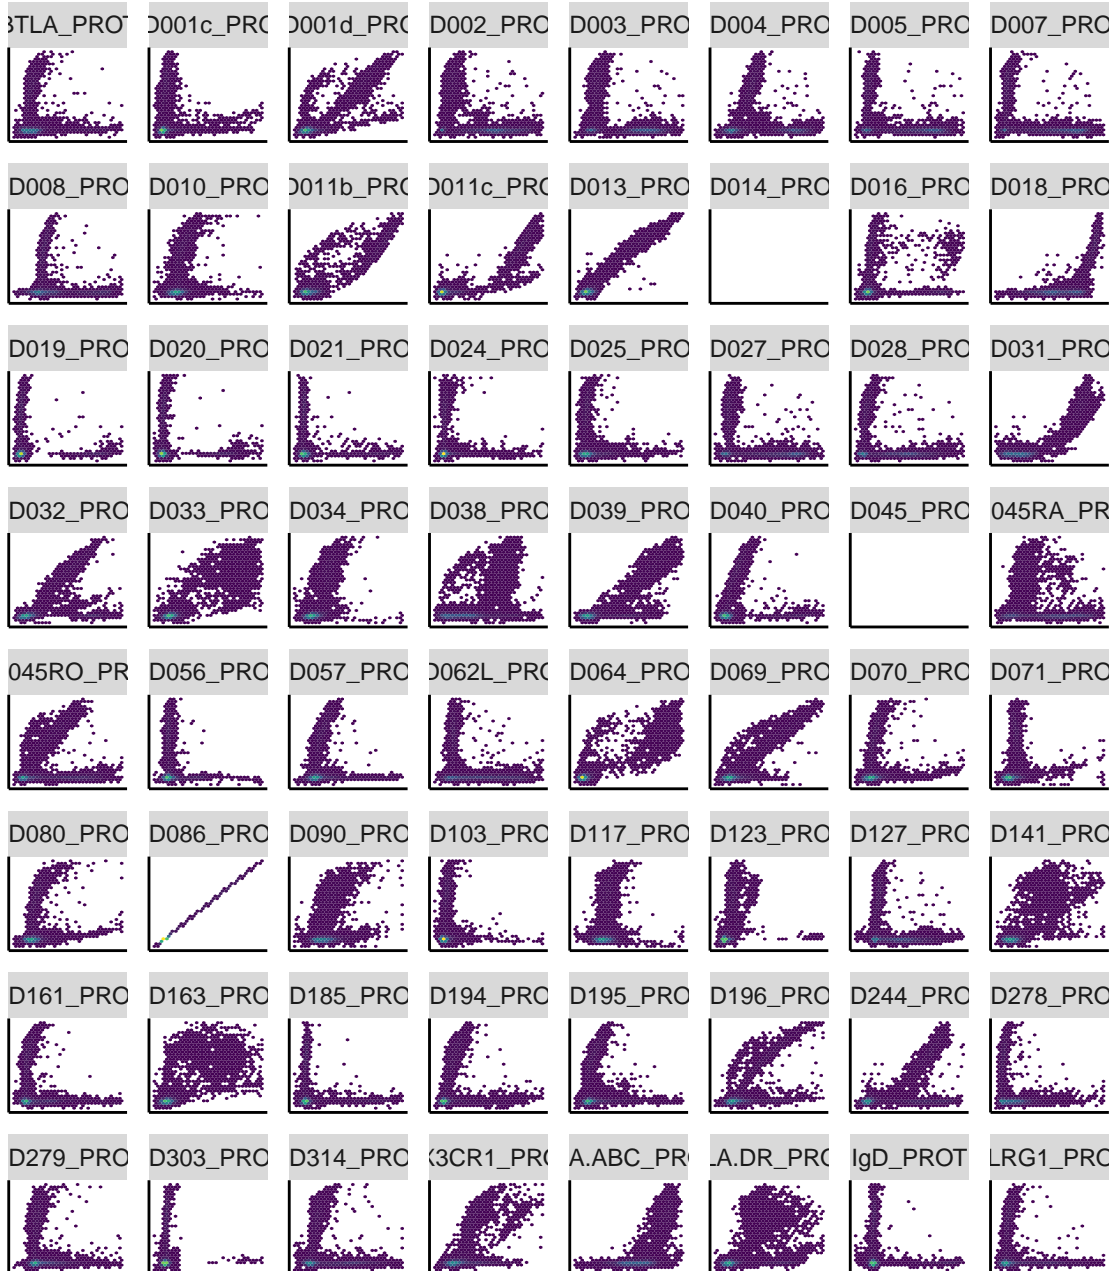 BTLA_PROT D001c_PRO D001d_PRO D002_PRO D003_PRO D004_PRO D005_PRO D007_PRO
D008_PRO D010_PRO D011b_PRO D011c_PRO D013_PRO D014_PRO D016_PRO D018_PRO
D019_PRO D020_PRO D021_PRO D024_PRO D025_PRO D027_PRO D028_PRO D031_PRO
D032_PRO D033_PRO D034_PRO D038_PRO D039_PRO D040_PRO D045_PRO 045RA_PR
045RO_PR D056_PRO D057_PRO D062L_PRO D064_PRO D069_PRO D070_PRO D071_PRO
D080_PRO D086_PRO D090_PRO D103_PRO D117_PRO D123_PRO D127_PRO D141_PRO
D161_PRO D163_PRO D185_PRO D194_PRO D195_PRO D196_PRO D244_PRO D278_PRO
D279_PRO D303_PRO D314_PRO X3CR1_PRO A.ABC_PRO LA.DR_PRO IgD_PROT LRG1_PRO